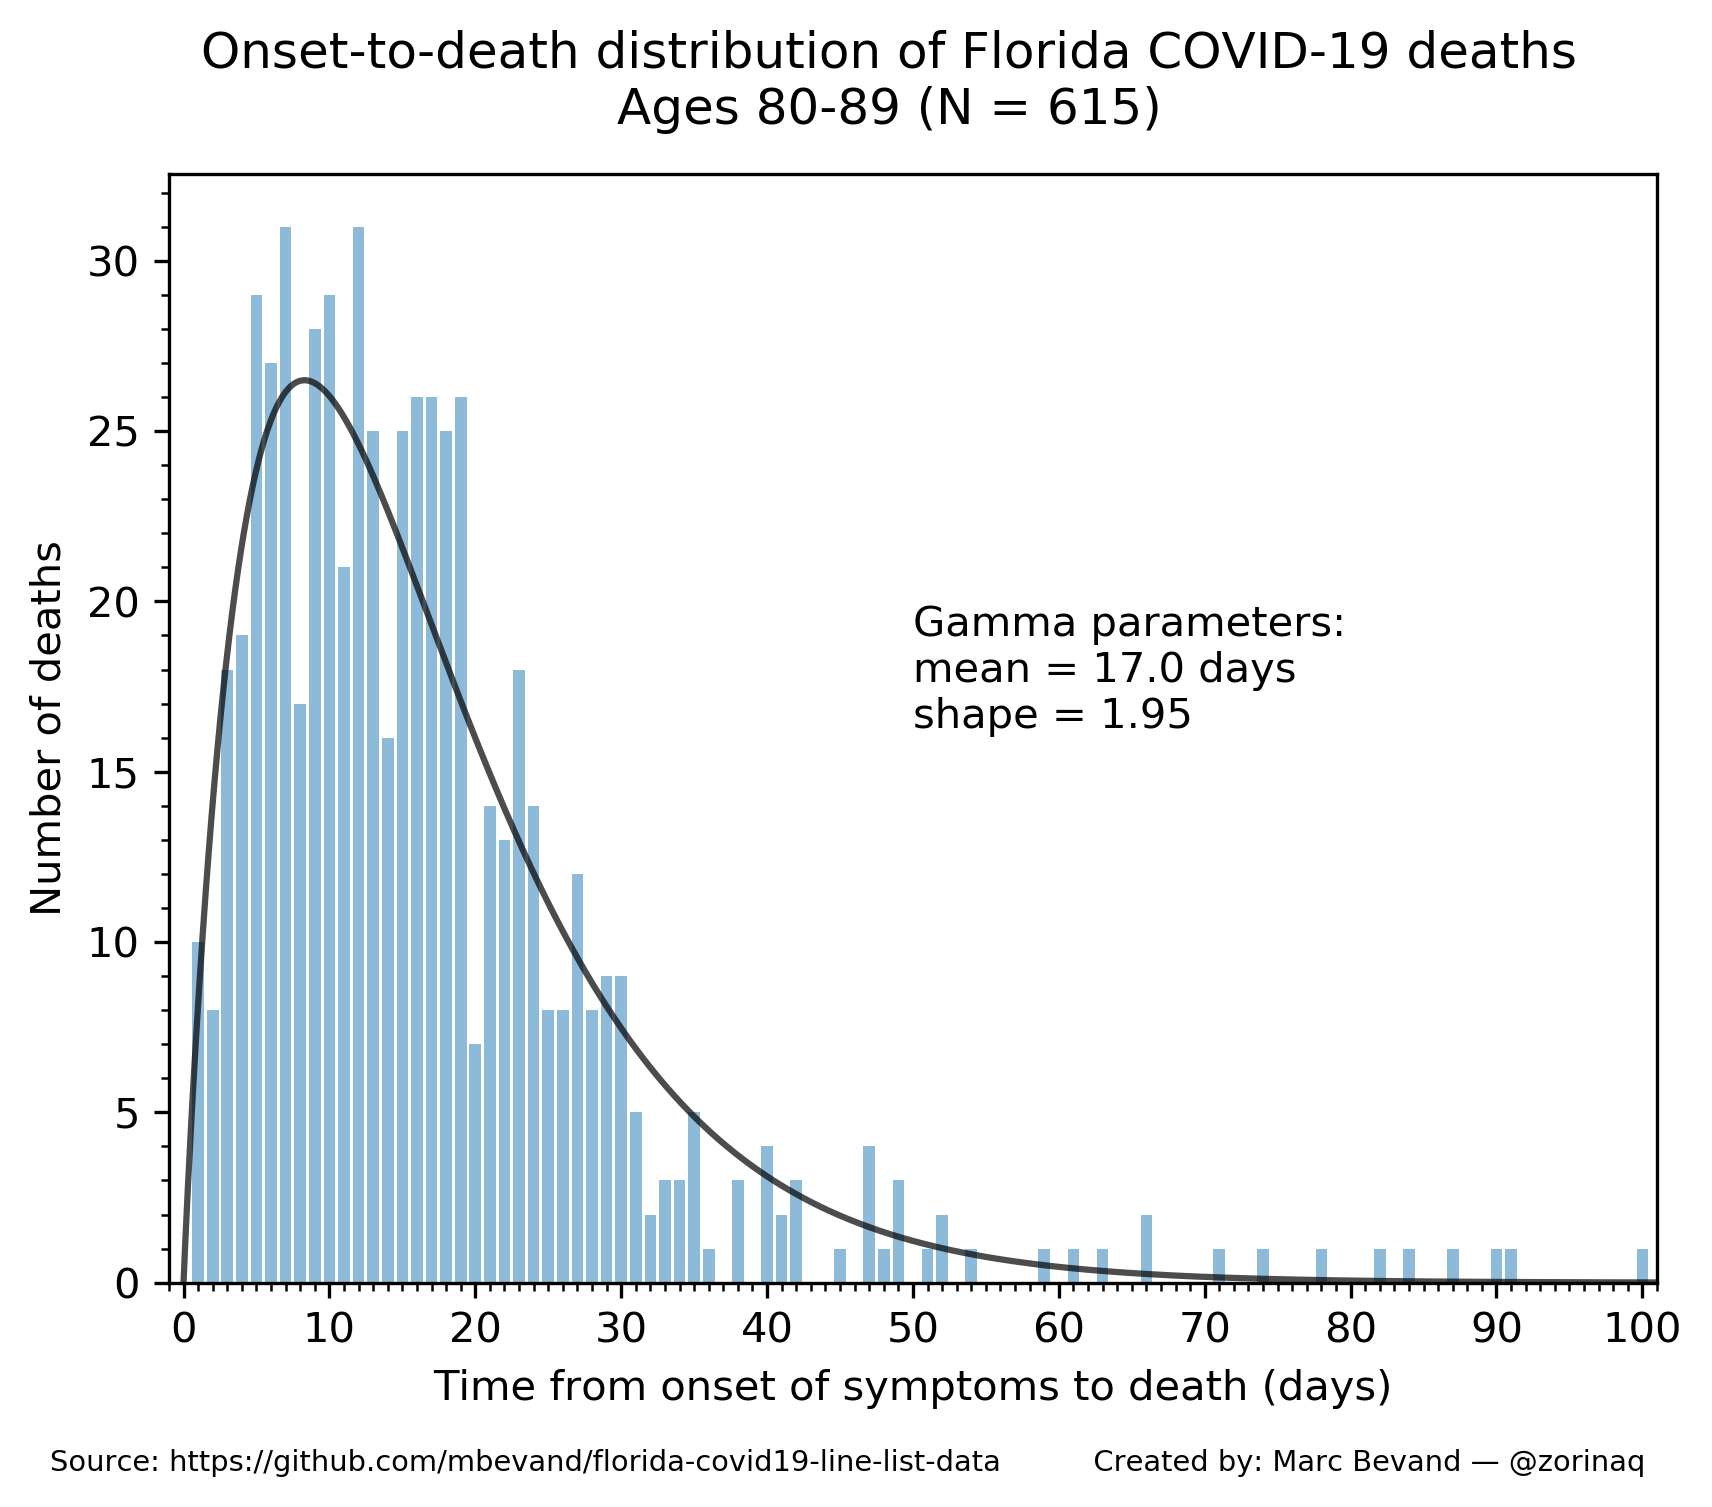 Onset-to-death distribution of Florida COVID-19 deaths
Ages 80-89 (N = 615)
30
25
20
15
10
5
0
Number of deaths
Gamma parameters:
mean = 17.0 days
shape = 1.95
0 10 20 30 40 50 60 70 80 90 100
Time from onset of symptoms to death (days)
Source: https://github.com/mbevand/florida-covid19-line-list-data Created by: Marc Bevand — @zorinaq